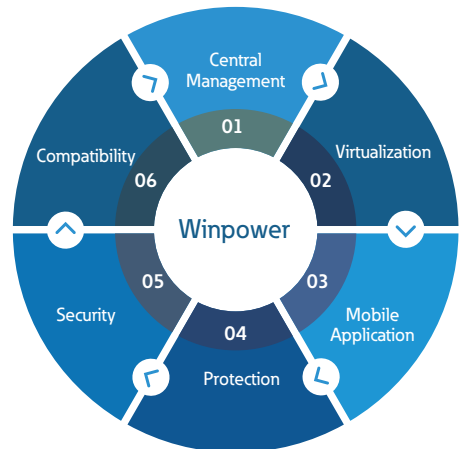 Central
Management
01
Virtualization
02
Mobile
Application
03
Protection
04
Security
05
Compatibility
06
Winpower